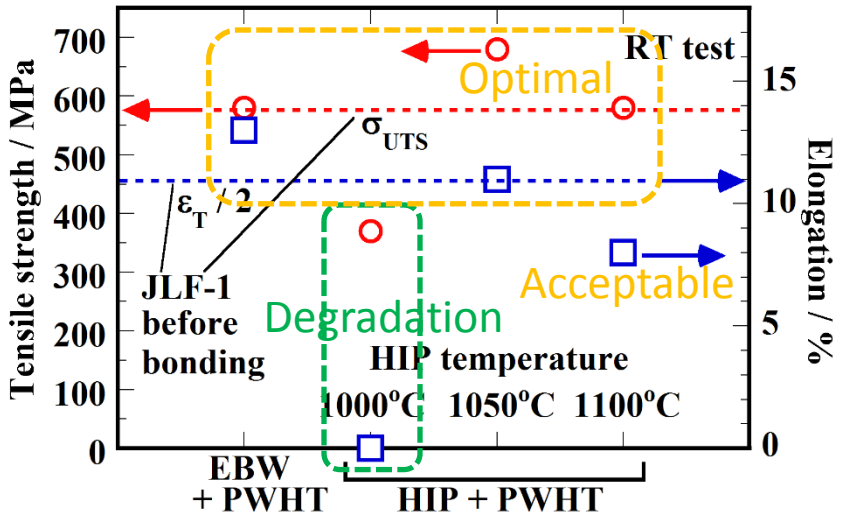 Tensile strength / MPa
700
600
500
400
300
200
100
0
RT test
Optimal
σUTS
εT / 2
JLF-1
before
bonding
Degradation
Acceptable
HIP temperature
1000°C 1050°C 1100°C
EBW
+ PWHT
HIP + PWHT
15
10
5
0
Elongation / %